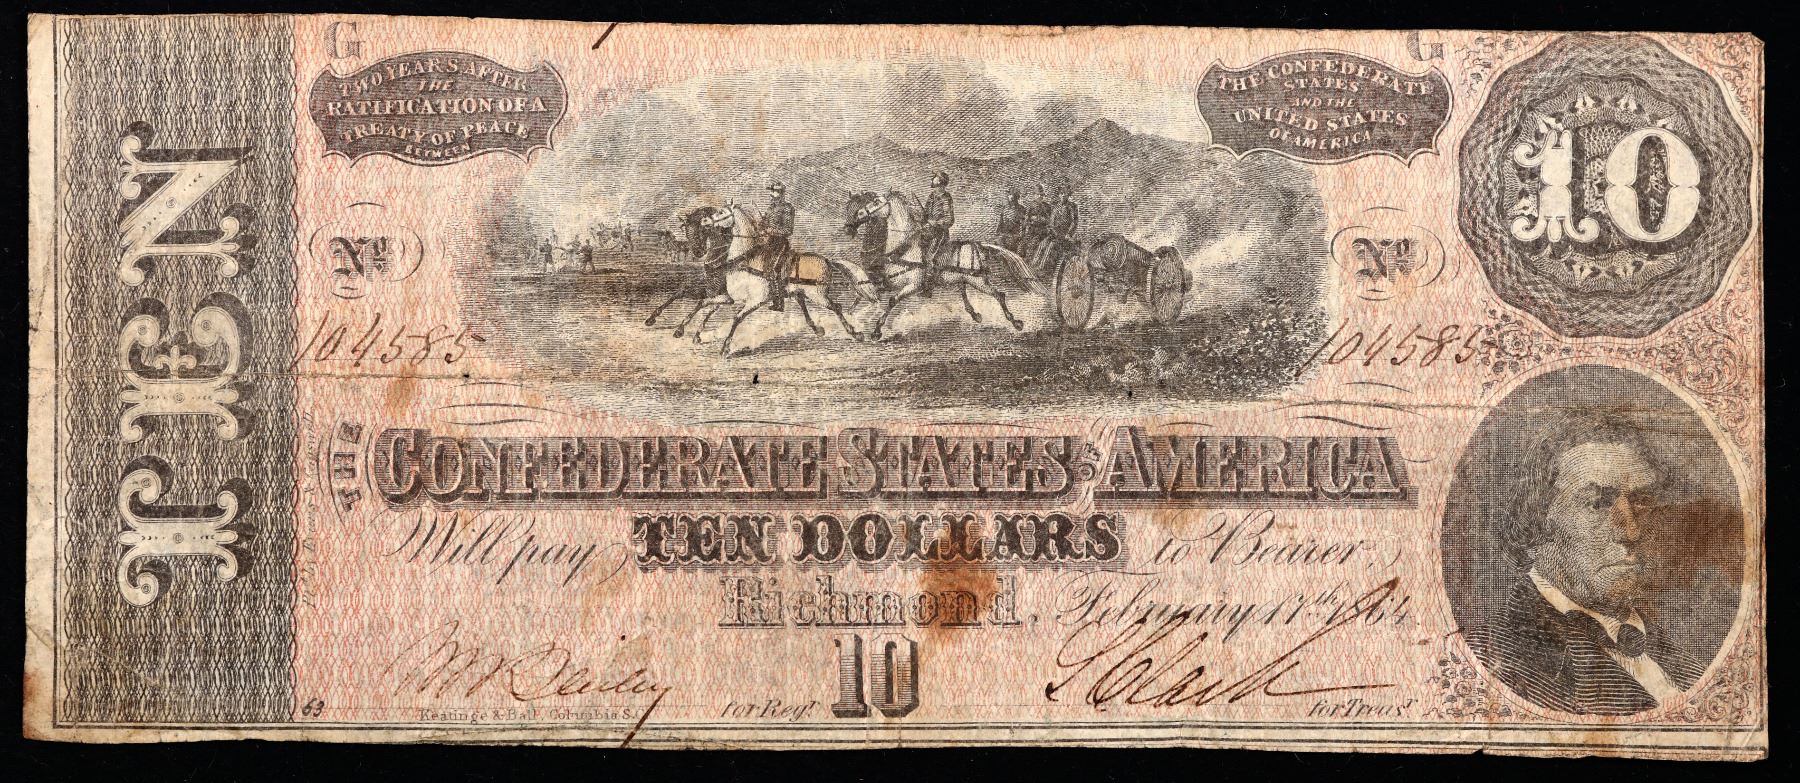 G
G
TWO YEARS AFTER
THE
RATIFICATION OF A
TREATY OF PEACE
BETWEEN
THE CONFEDERATE
STATES
AND THE
UNITED STATES
OF AMERICA
10
TEN
No
No
104585
104585
THE
CONFEDERATE STATES OF AMERICA
Will pay TEN DOLLARS to Bearer,
Richmond, February 17th 1864.
10
63
Keatinge & Ball, Columbia S.C.
for Regr
Clark
for Treasr